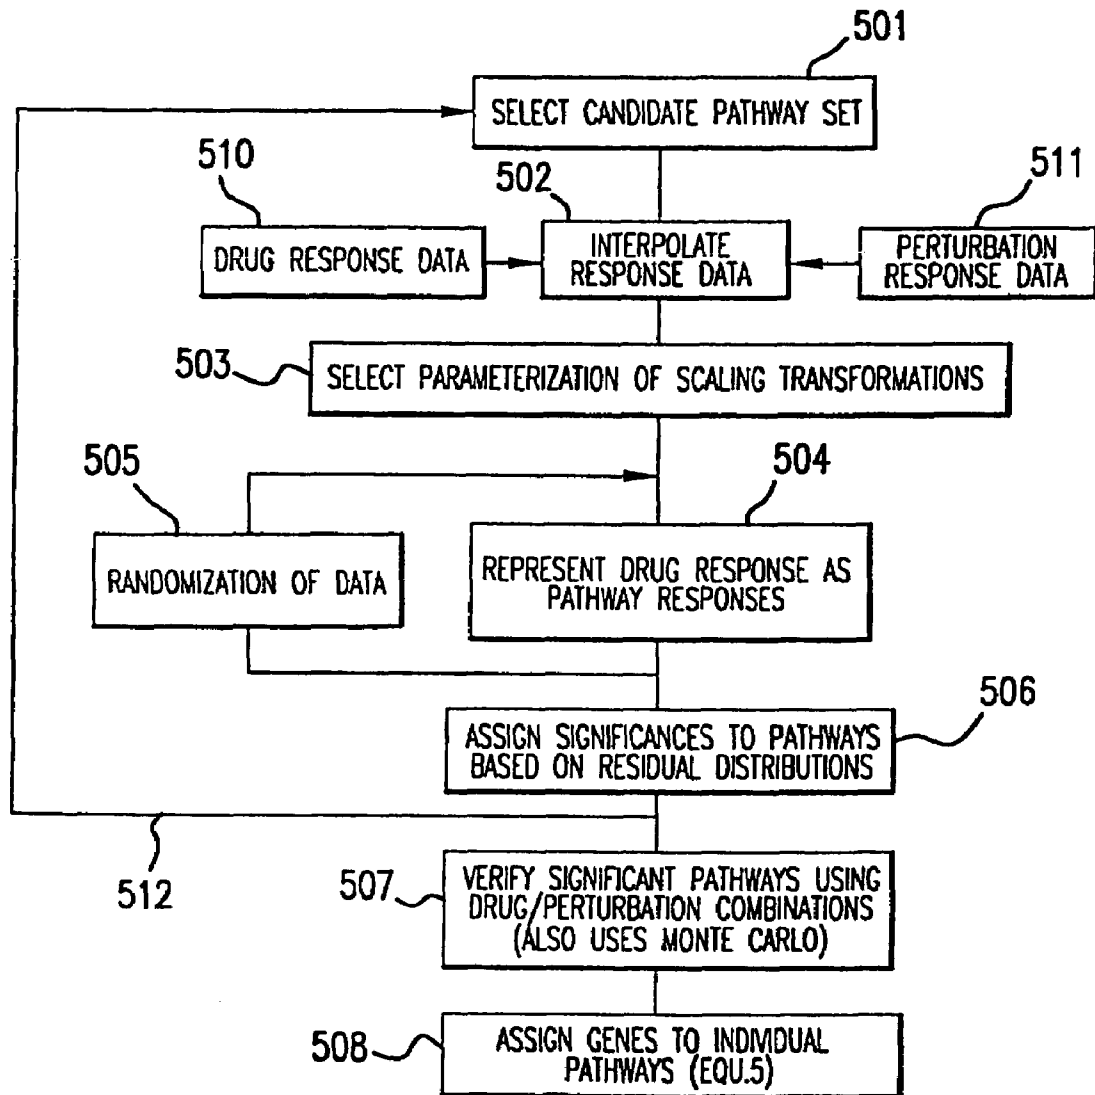 501
SELECT CANDIDATE PATHWAY SET
510
502
511
DRUG RESPONSE DATA
INTERPOLATE
RESPONSE DATA
PERTURBATION
RESPONSE DATA
503
SELECT PARAMETERIZATION OF SCALING TRANSFORMATIONS
505
504
RANDOMIZATION OF DATA
REPRESENT DRUG RESPONSE AS
PATHWAY RESPONSES
506
ASSIGN SIGNIFICANCES TO PATHWAYS
BASED ON RESIDUAL DISTRIBUTIONS
512
507
VERIFY SIGNIFICANT PATHWAYS USING
DRUG/PERTURBATION COMBINATIONS
(ALSO USES MONTE CARLO)
508
ASSIGN GENES TO INDIVIDUAL
PATHWAYS (EQU.5)